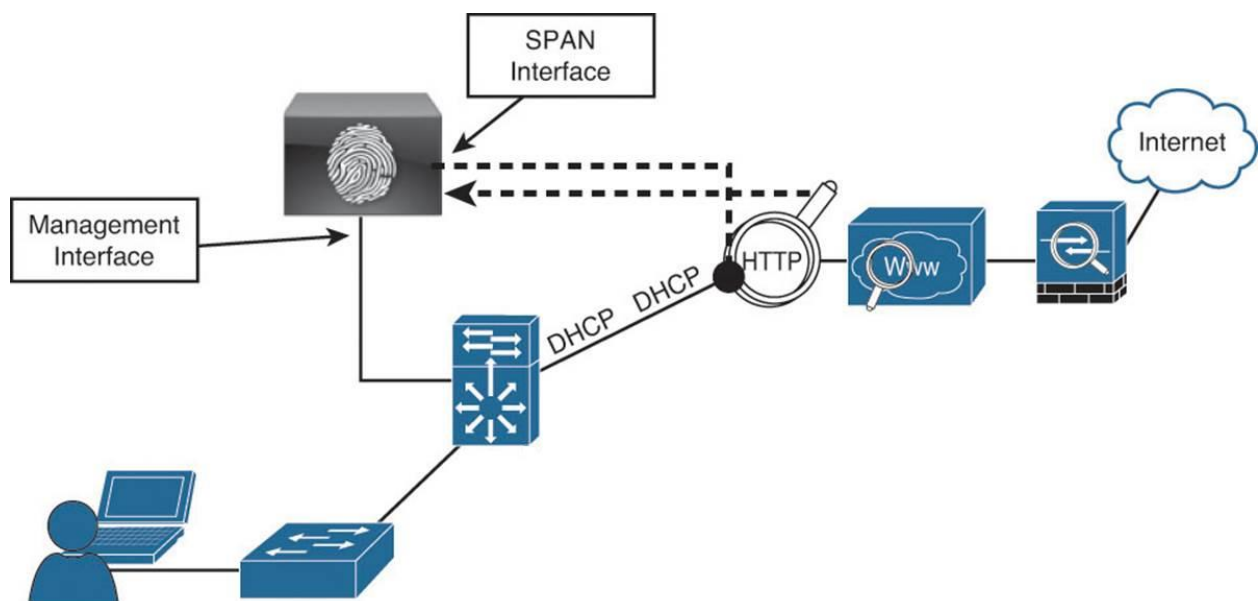 SPAN
Interface
Internet
Management
Interface
HTTP
Www
DHCP DHCP